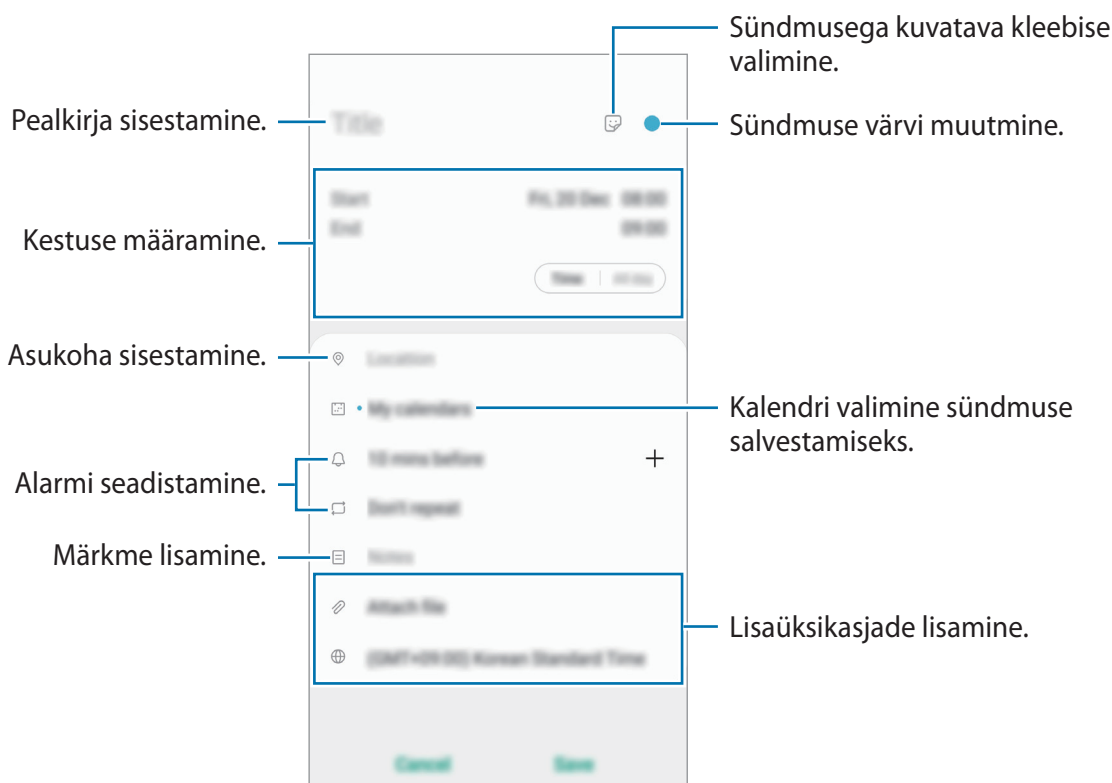 Sündmusega kuvatava kleebise
valimine.
Pealkirja sisestamine.
Title
Sündmuse värvi muutmine.
Start
Fri, 20 Dec 08:00
End
09:00
Kestuse määramine.
Time
Asukoha sisestamine.
Location
My calendars
Kalendri valimine sündmuse
salvestamiseks.
10 mins before
Alarmi seadistamine.
Don't repeat
Märkme lisamine.
Notes
Attach file
Lisaüksikasjade lisamine.
(GMT+09:00) Korean Standard Time
Cancel
Save